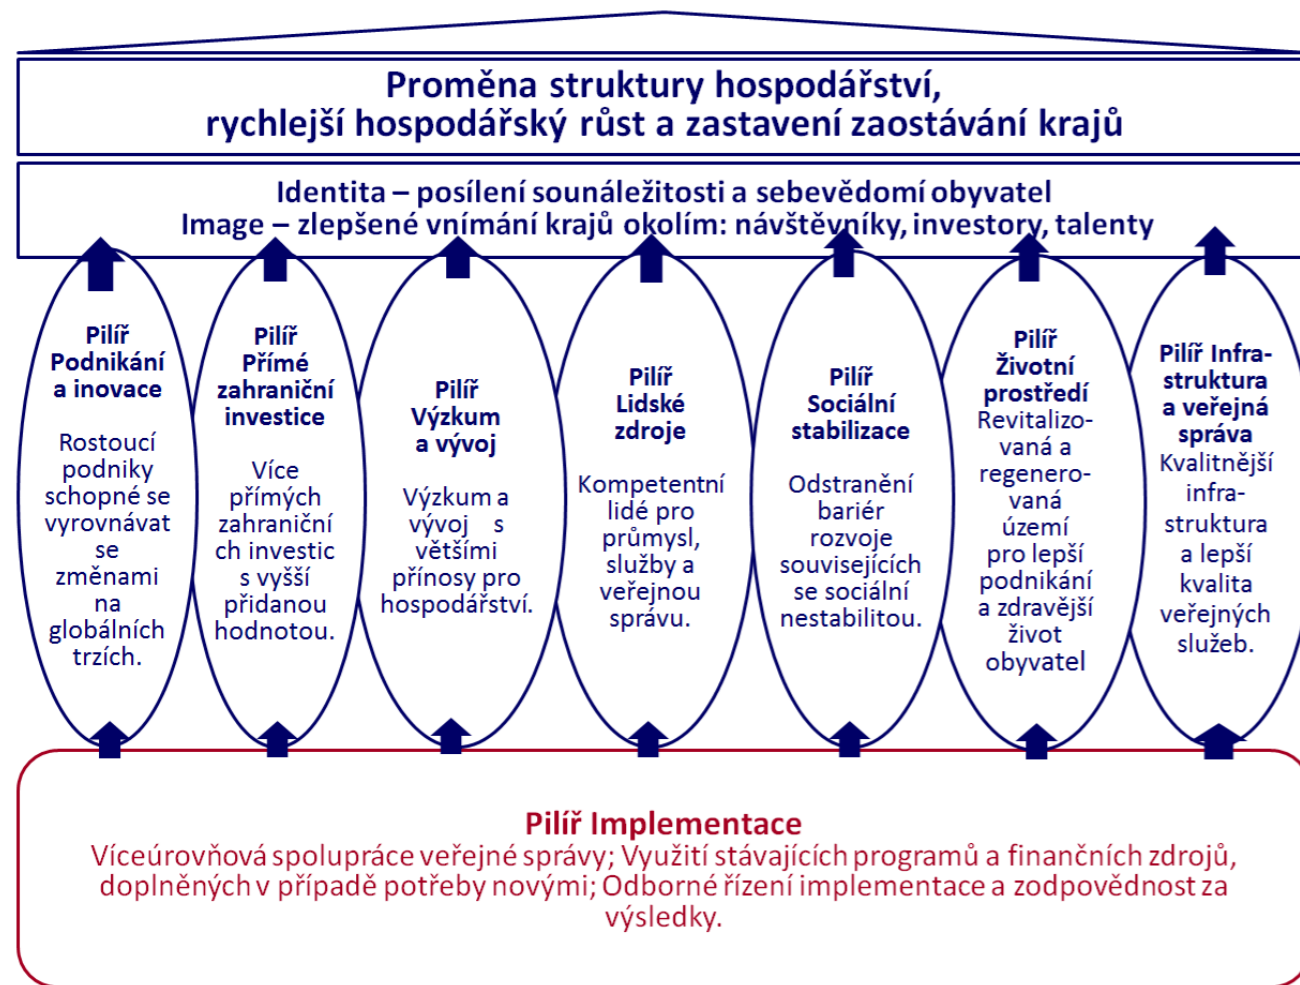 Proměna struktury hospodářství,
rychlejší hospodářský růst a zastavení zaostávání krajů
Identita – posílení sounáležitosti a sebevědomí obyvatel
Image – zlepšené vnímání krajů okolím: návštěvníky, investory, talenty
Pilíř
Podnikání
a inovace
Rostoucí
podniky
schopné se
vyrovnávat
se
změnami
na
globálních
trzích.
Pilíř
Přímé
zahraniční
investice
Více
přímých
zahraničn
ch investic
s vyšší
přidanou
hodnotou.
Pilíř
Výzkum
a vývoj
Výzkum a
vývoj s
většími
přínosy pro
hospodářství.
Pilíř
Lidské
zdroje
Kompetentní
lidé pro
průmysl,
služby a
veřejnou
správu.
Pilíř
Sociální
stabilizace
Odstranění
bariér
rozvoje
souvisejících
se sociální
nestabilitou.
Pilíř
Životní
prostředí
Revitalizo-
vaná a
regenero-
vaná
území
pro lepší
podnikání
a zdravější
život
obyvatel
Pilíř Infra-
struktura
a veřejná
správa
Kvalitnější
infra-
struktura
a lepší
kvalita
veřejných
služeb.
Pilíř Implementace
Víceúrovňová spolupráce veřejné správy; Využití stávajících programů a finančních zdrojů,
doplněných v případě potřeby novými; Odborné řízení implementace a zodpovědnost za
výsledky.